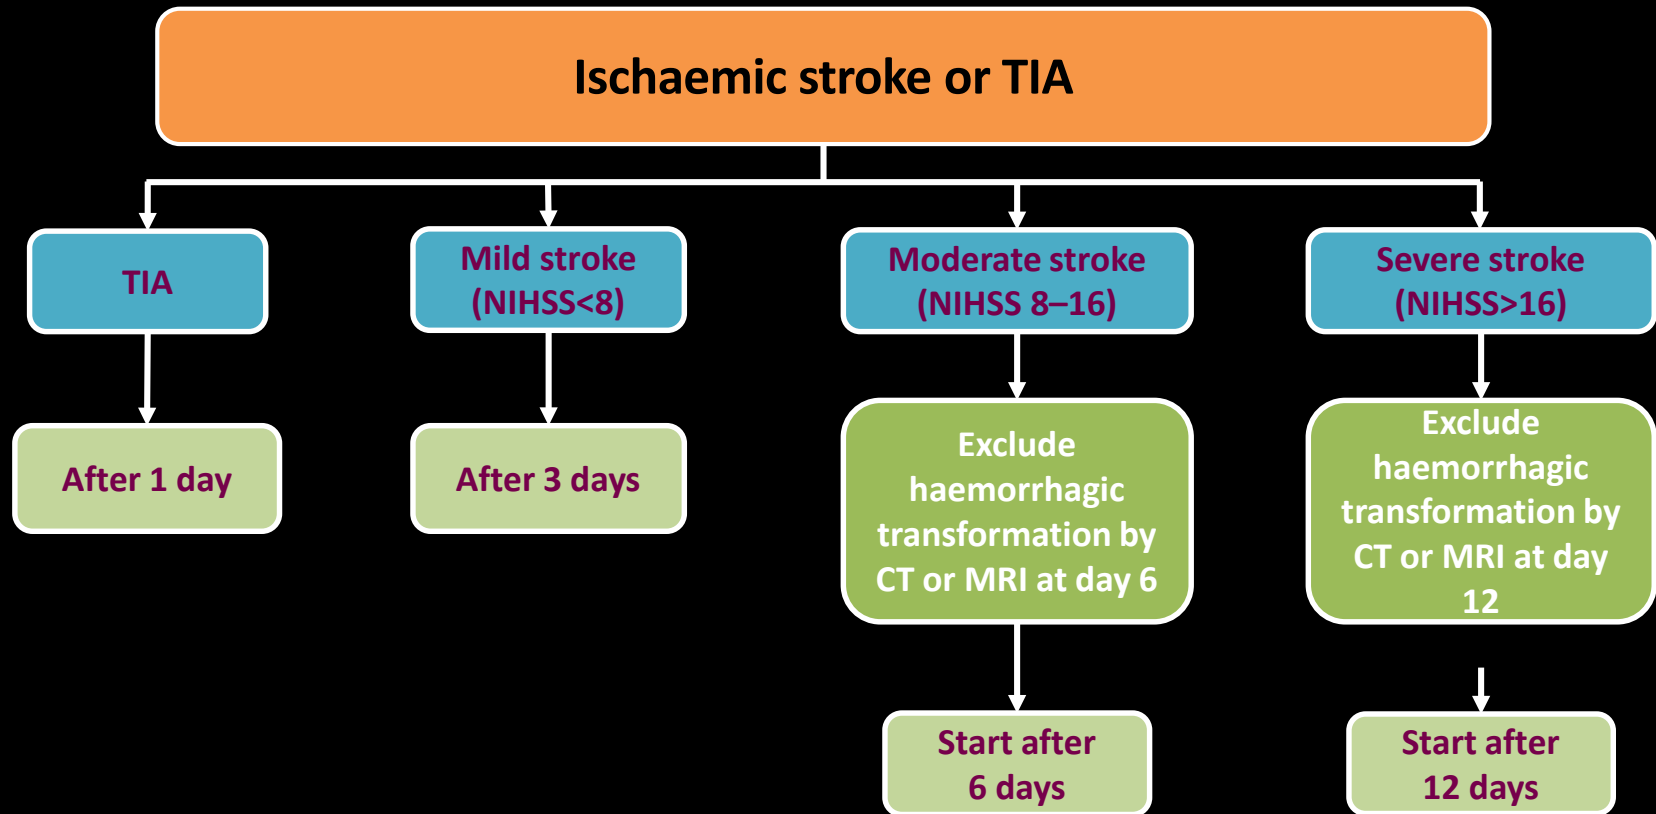 Ischaemic stroke or TIA
TIA
Mild stroke
(NIHSS<8)
Moderate stroke
(NIHSS 8–16)
Severe stroke
(NIHSS>16)
After 1 day
After 3 days
Exclude
haemorrhagic
transformation by
CT or MRI at day 6
Exclude
haemorrhagic
transformation by
CT or MRI at day
12
Start after
6 days
Start after
12 days